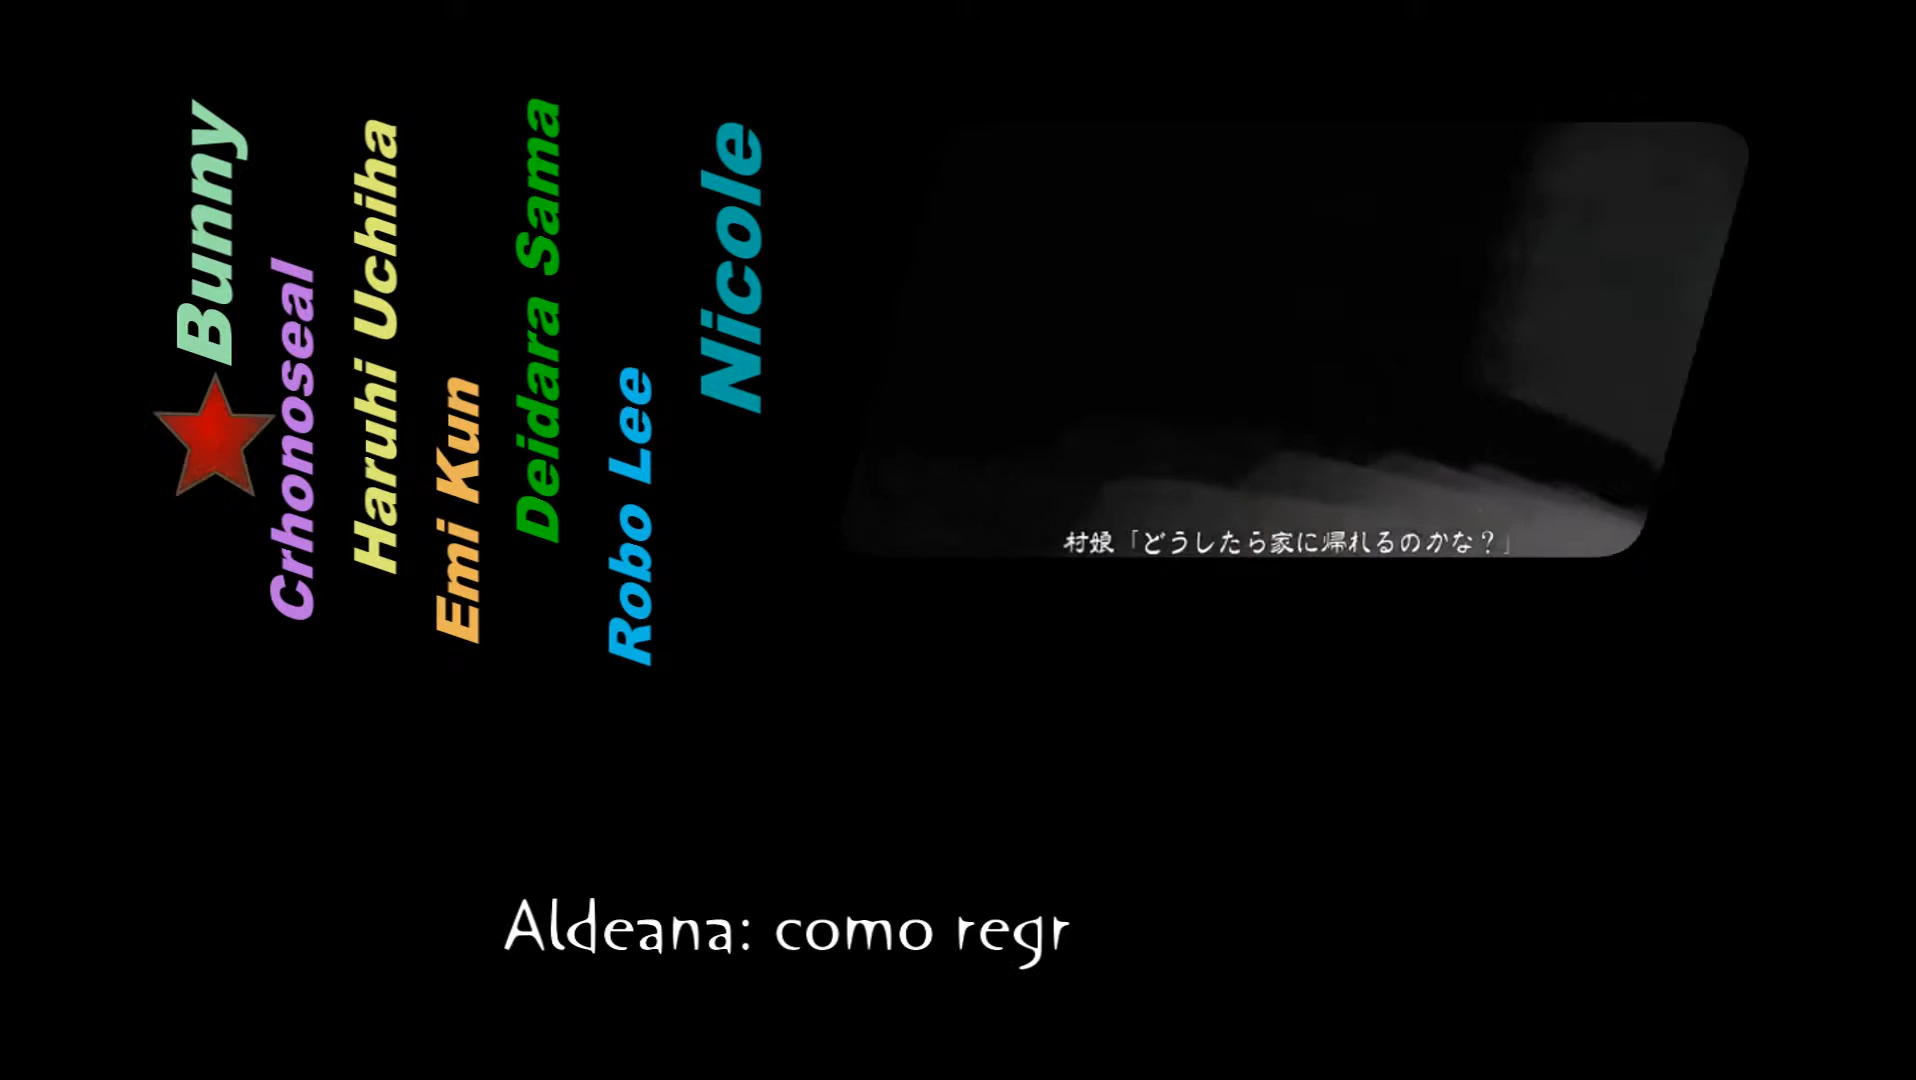 Bunny
Crhonoseal
Haruhi Uchiha
Emi Kun
Deidara Sama
Robo Lee
Nicole
村娘「どうしたら家に帰れるのかな？」
Aldeana: como regr